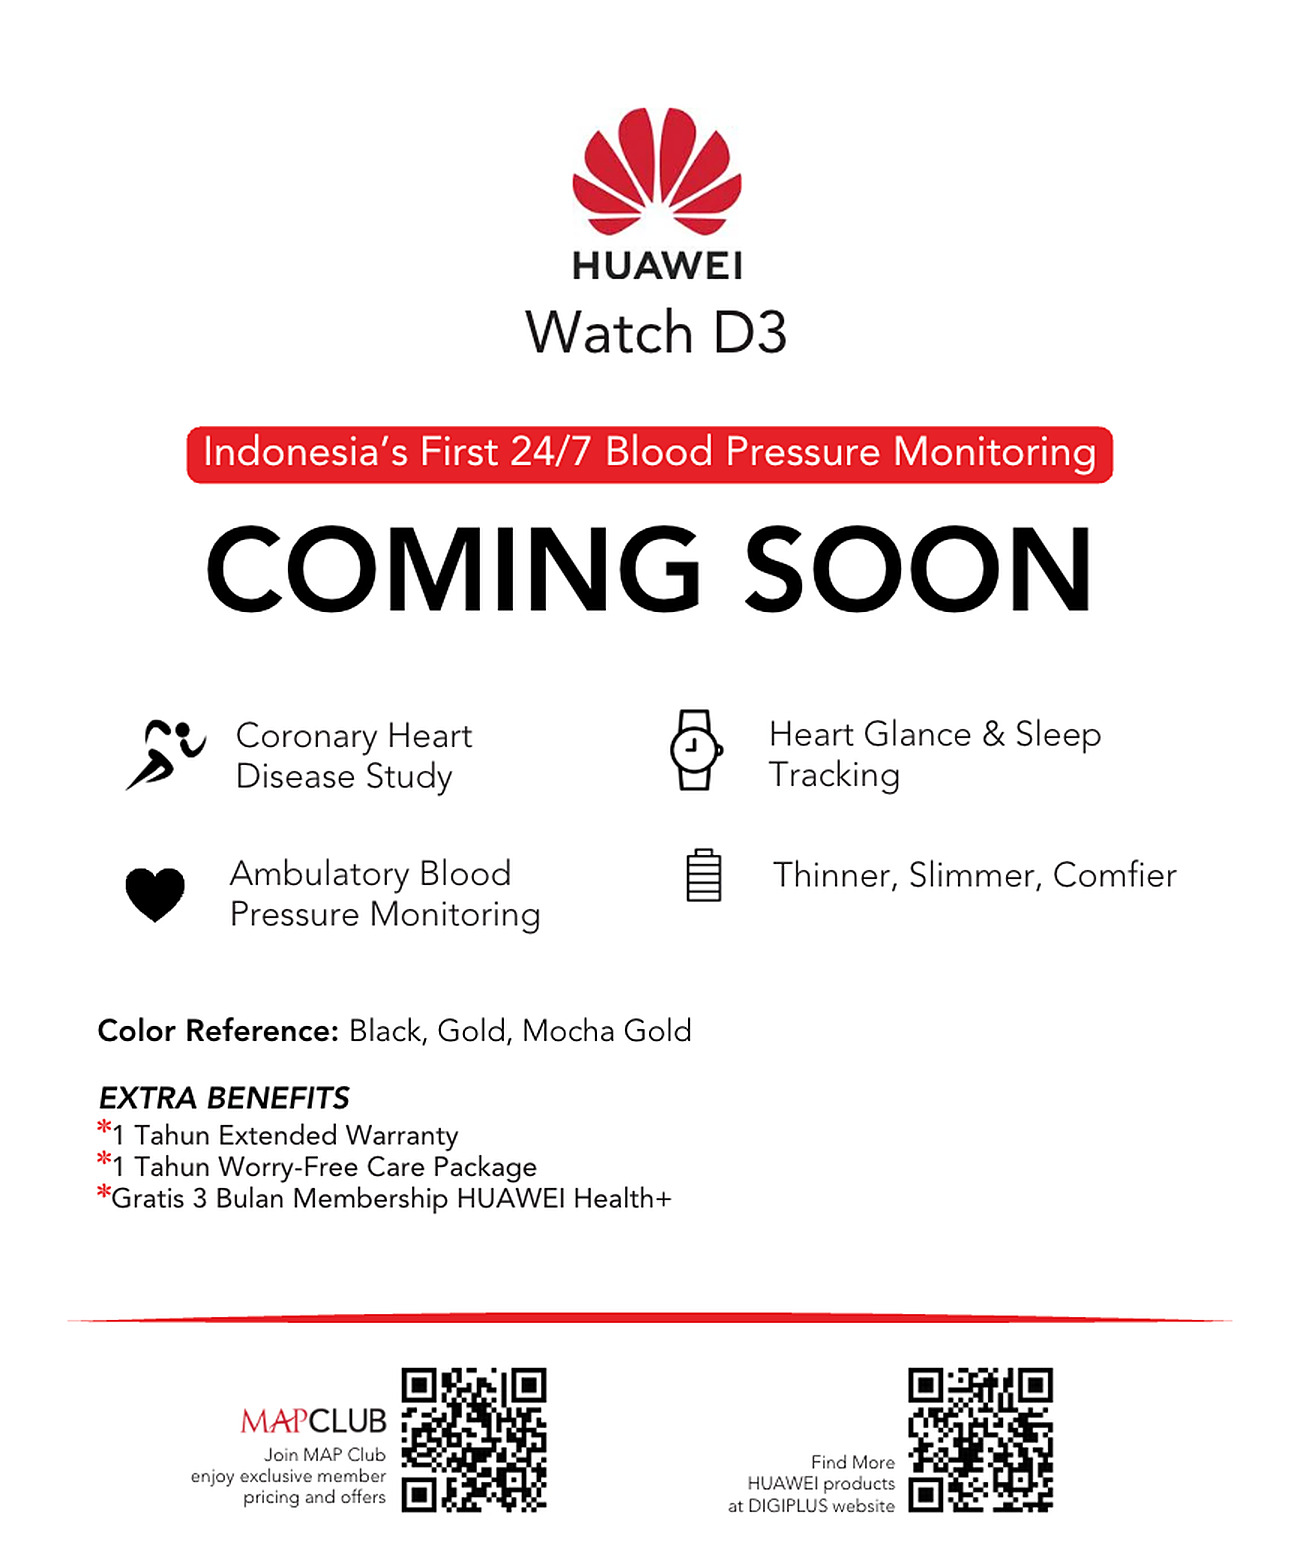 HUAWEI
Watch D3
Indonesia’s First 24/7 Blood Pressure Monitoring
COMING SOON
Coronary Heart
Disease Study
Heart Glance & Sleep
Tracking
Ambulatory Blood
Pressure Monitoring
Thinner, Slimmer, Comfier
Color Reference: Black, Gold, Mocha Gold
EXTRA BENEFITS
*1 Tahun Extended Warranty
*1 Tahun Worry-Free Care Package
*Gratis 3 Bulan Membership HUAWEI Health+
MAPCLUB
Join MAP Club
enjoy exclusive member
pricing and offers
Find More
HUAWEI products
at DIGIPLUS website